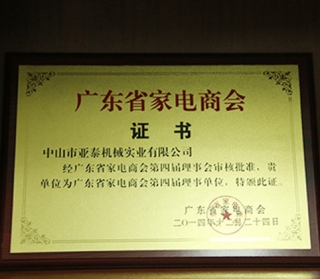 广东省家电商会
证书
中山市亚泰机械实业有限公司
经广东省家电商会第四届理事会审核批准，贵
单位为广东省家电商会第四届理事单位，特颁此证。
广东省家电商会
二〇一四年十二月二十四日